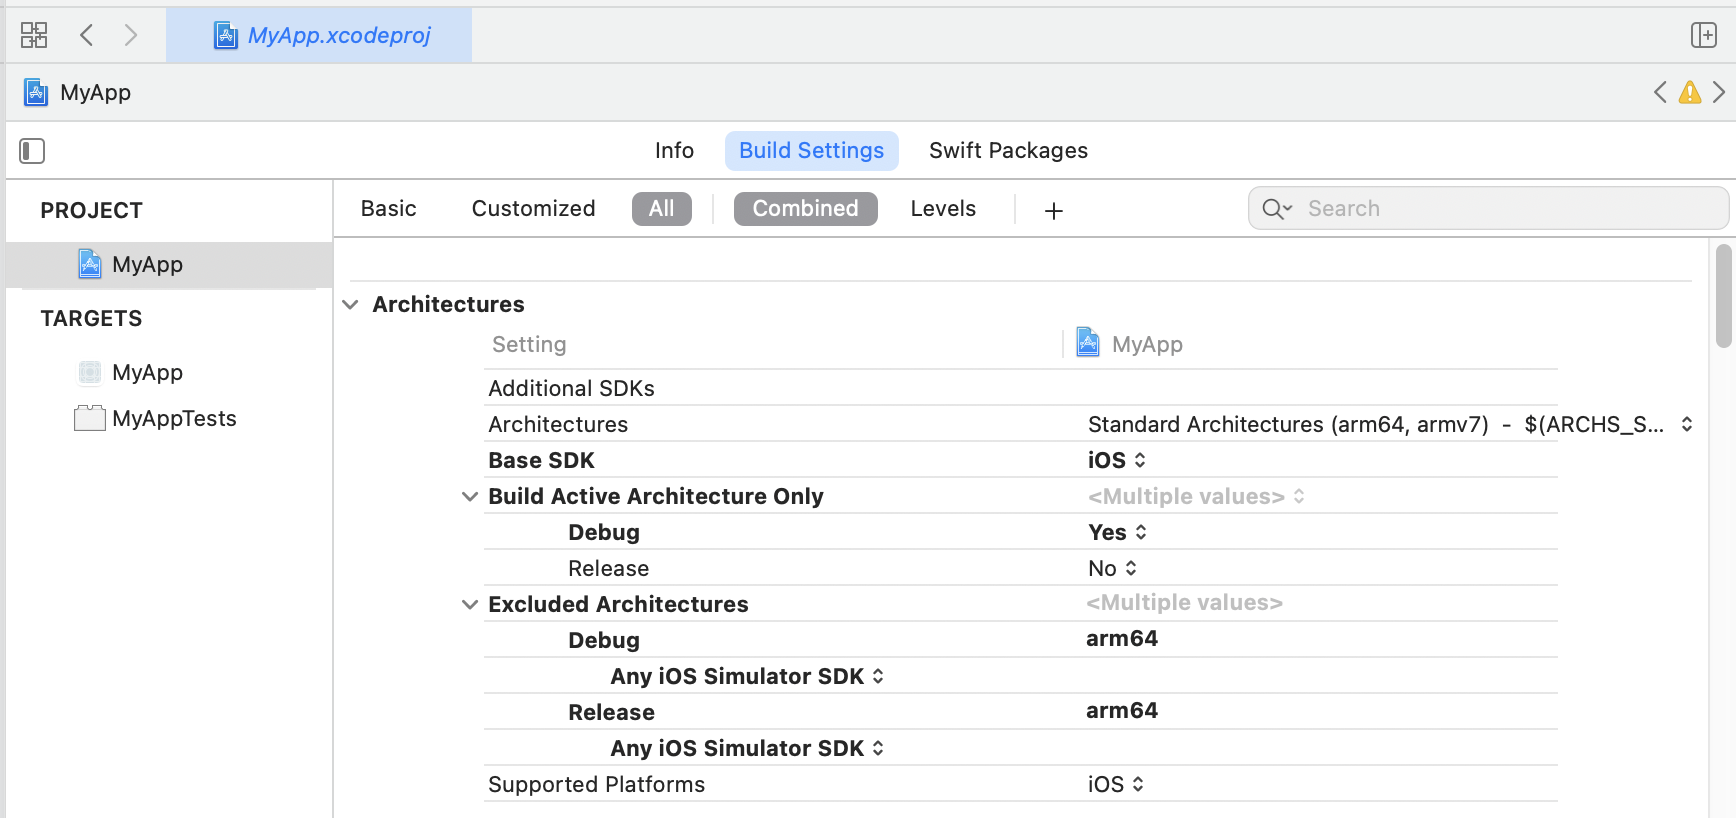 MyApp.xcodeproj
MyApp
Info Build Settings Swift Packages
PROJECT
MyApp
TARGETS
MyApp
MyAppTests
Basic Customized All Combined Levels + Search
Architectures
Setting MyApp
Additional SDKs
Architectures Standard Architectures (arm64, armv7) - $(ARCHS_S...
Base SDK iOS
Build Active Architecture Only <Multiple values>
Debug Yes
Release No
Excluded Architectures <Multiple values>
Debug arm64
Any iOS Simulator SDK
Release arm64
Any iOS Simulator SDK
Supported Platforms iOS